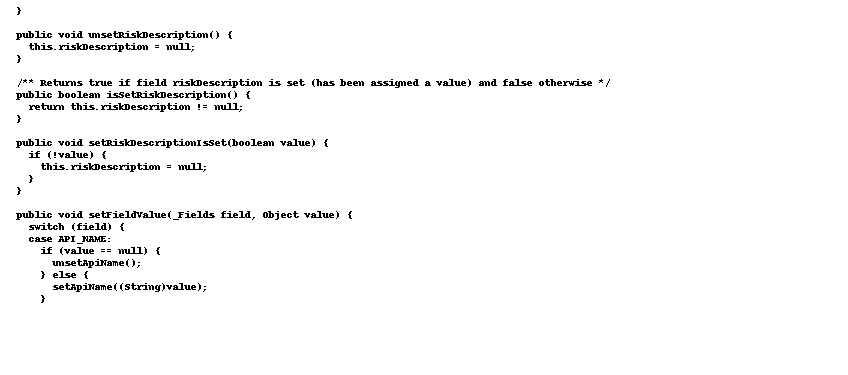 }

public void unsetRiskDescription() {
  this.riskDescription = null;
}

/** Returns true if field riskDescription is set (has been assigned a value) and false otherwise */
public boolean isSetRiskDescription() {
  return this.riskDescription != null;
}

public void setRiskDescriptionIsSet(boolean value) {
  if (!value) {
    this.riskDescription = null;
  }
}

public void setFieldValue(_Fields field, Object value) {
  switch (field) {
  case API_NAME:
    if (value == null) {
      unsetApiName();
    } else {
      setApiName((String)value);
    }